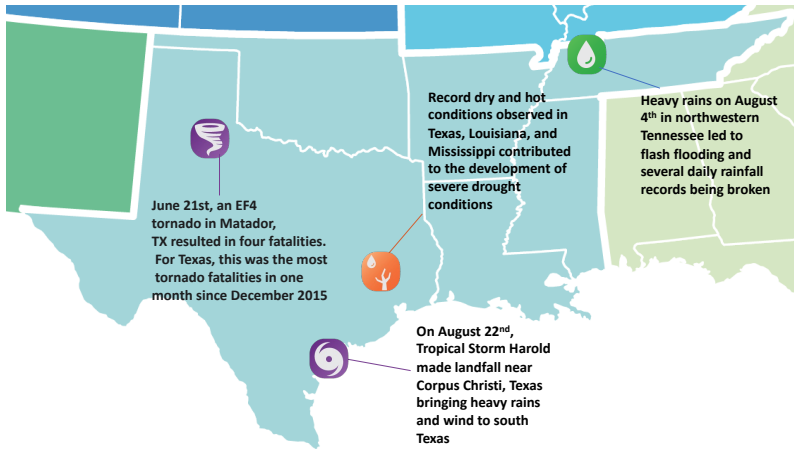 June 21st, an EF4
tornado in Matador,
TX resulted in four fatalities.
For Texas, this was the most
tornado fatalities in one
month since December 2015
Record dry and hot
conditions observed in
Texas, Louisiana, and
Mississippi contributed
to the development of
severe drought
conditions
Heavy rains on August
4th in northwestern
Tennessee led to
flash flooding and
several daily rainfall
records being broken
On August 22nd,
Tropical Storm Harold
made landfall near
Corpus Christi, Texas
bringing heavy rains
and wind to south
Texas